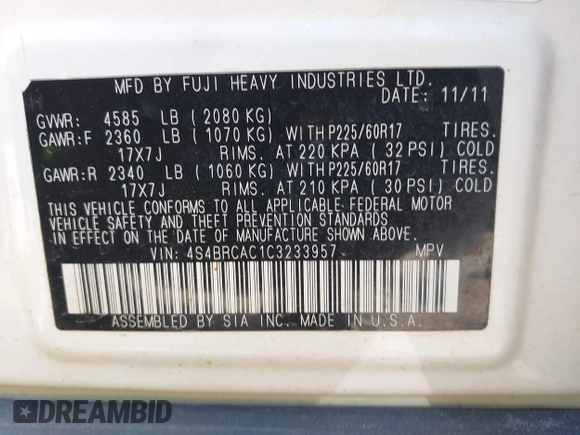 MFD BY FUJI HEAVY INDUSTRIES LTD.
DATE: 11/11
GVWR: 4585 LB (2080 KG)
GAWR:F 2360 LB (1070 KG) WITH P225/60R17 TIRES.
17X7J RIMS. AT 220 KPA (32 PSI) COLD
GAWR:R 2340 LB (1060 KG) WITH P225/60R17 TIRES.
17X7J RIMS. AT 210 KPA (30 PSI) COLD
THIS VEHICLE CONFORMS TO ALL APPLICABLE FEDERAL MOTOR
VEHICLE SAFETY AND THEFT PREVENTION STANDARDS
IN EFFECT ON THE DATE OF MANUFACTURE SHOWN ABOVE.
VIN: 4S4BRCAC1C3233957 MPV
ASSEMBLED BY SIA INC. MADE IN U.S.A.
DREAMBID